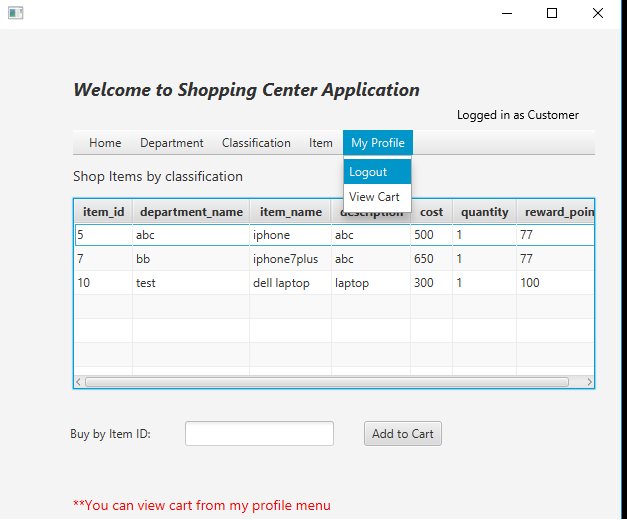 Welcome to Shopping Center Application
Logged in as Customer
Home Department Classification Item My Profile
Logout
View Cart
Shop Items by classification
item_id department_name item_name description cost quantity reward_poin
5 abc iphone abc 500 1 77
7 bb iphone7plus abc 650 1 77
10 test dell laptop laptop 300 1 100
Buy by Item ID: Add to Cart
**You can view cart from my profile menu